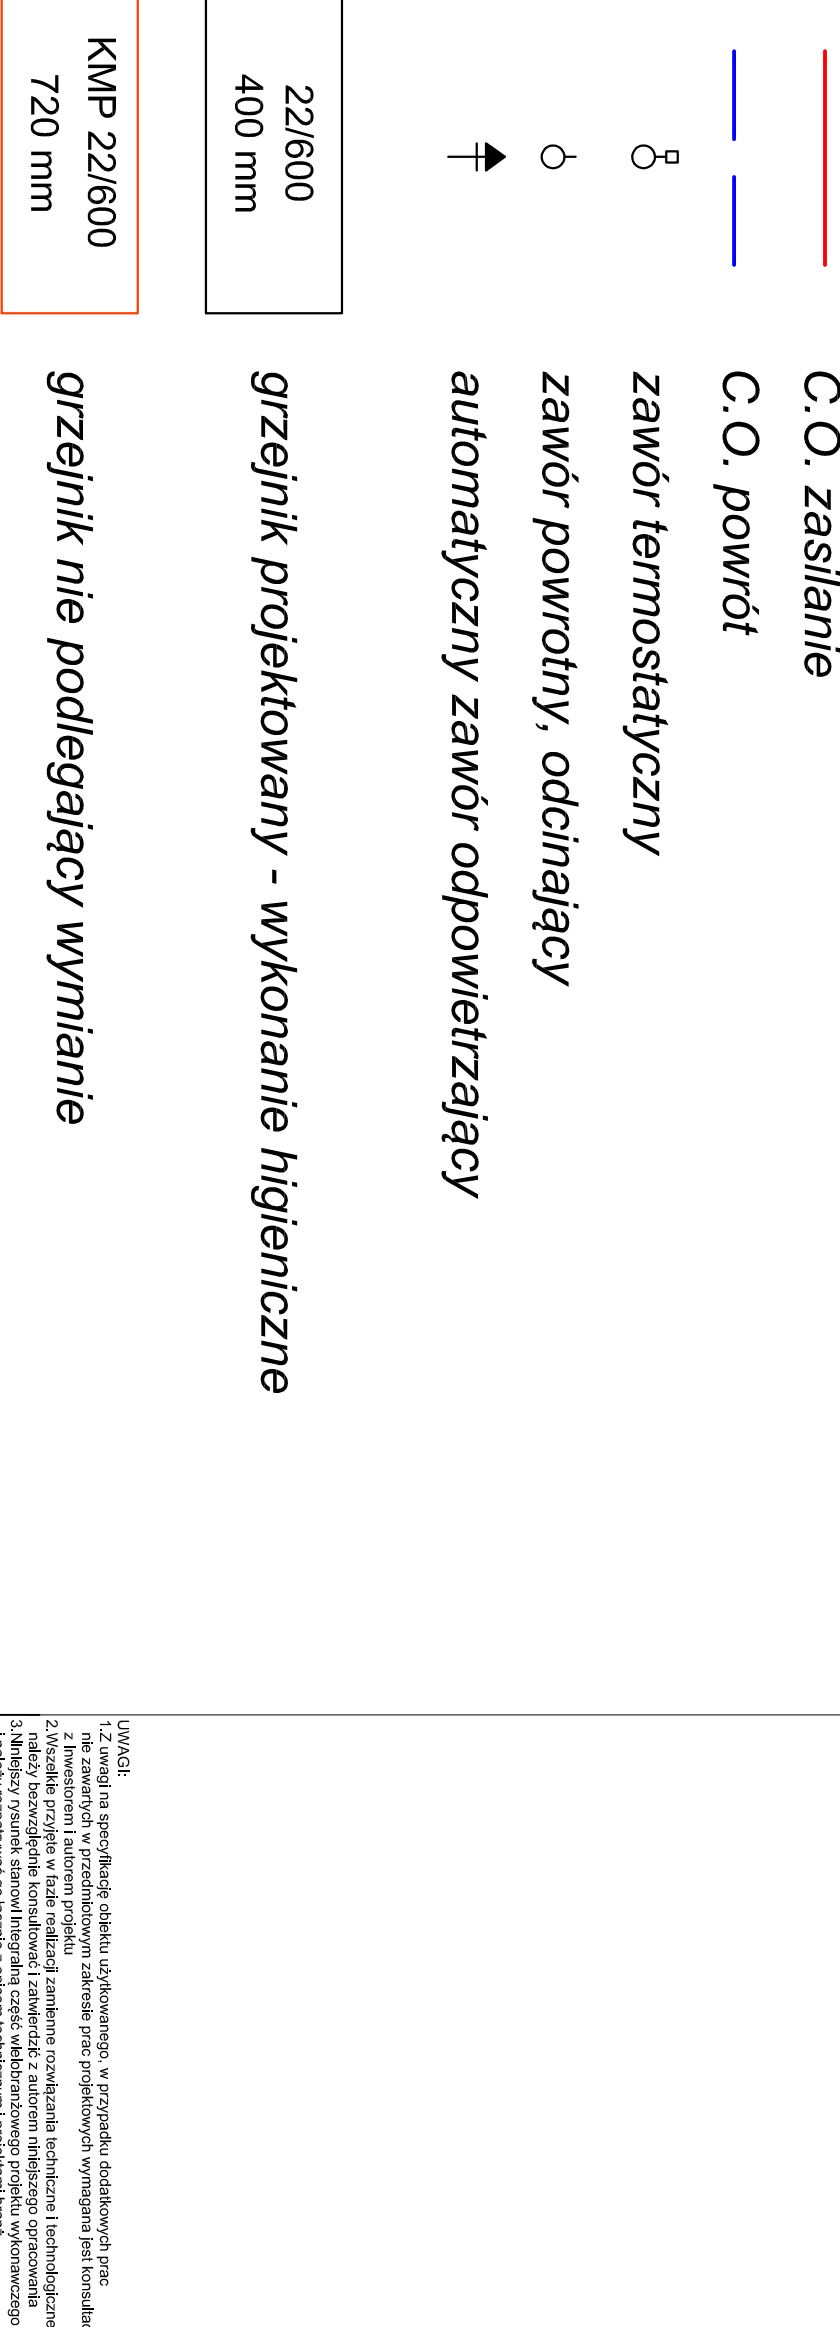 C.O. zasilanie
C.O. powrót
zawór termostatyczny
zawór powrotny, odcinający
automatyczny zawór odpowietrzający
22/600
400 mm
grzejnik projektowany - wykonanie higieniczne
KMP 22/600
720 mm
grzejnik nie podlegający wymianie
UWAGI:
1.Z uwagi na specyfikację obiektu użytkowanego, w przypadku dodatkowych prac
nie zawartych w przedmiotowym zakresie prac projektowych wymagana jest
z Inwestorem i autorem projektu
2.Wszelkie przyjęte w fazie realizacji zamienne rozwiązania techniczne i technologiczne
należy bezwzględnie konsultować i zatwierdzić z autorem niniejszego opracowania
3.Niniejszy rysunek stanowi integralną część wielobranżowego projektu wykonawczego